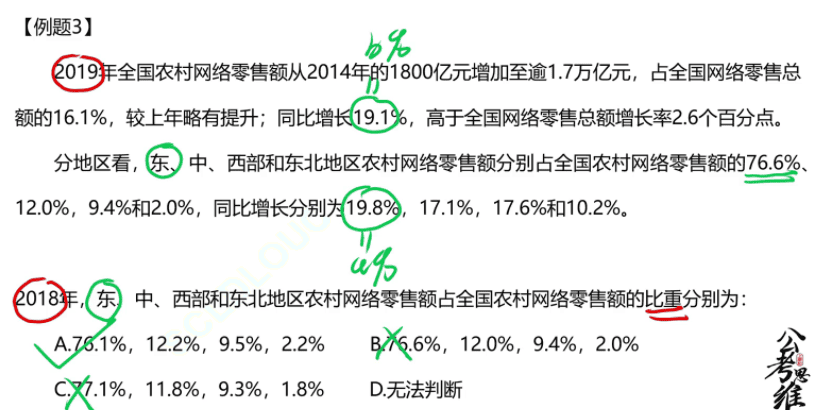 【例题3】
b%
2019年全国农村网络零售额从2014年的1800亿元增加至逾1.7万亿元，占全国网络零售总
额的16.1%，较上年略有提升；同比增长19.1%，高于全国网络零售总额增长率2.6个百分点。
分地区看，东、中、西部和东北地区农村网络零售额分别占全国农村网络零售额的76.6%、
12.0%，9.4%和2.0%，同比增长分别为19.8%，17.1%，17.6%和10.2%。
a%
2018年，东、中、西部和东北地区农村网络零售额占全国农村网络零售额的比重分别为：
A.76.1%，12.2%，9.5%，2.2% B.76.6%，12.0%，9.4%，2.0%
C.77.1%，11.8%，9.3%，1.8% D.无法判断
公考思维